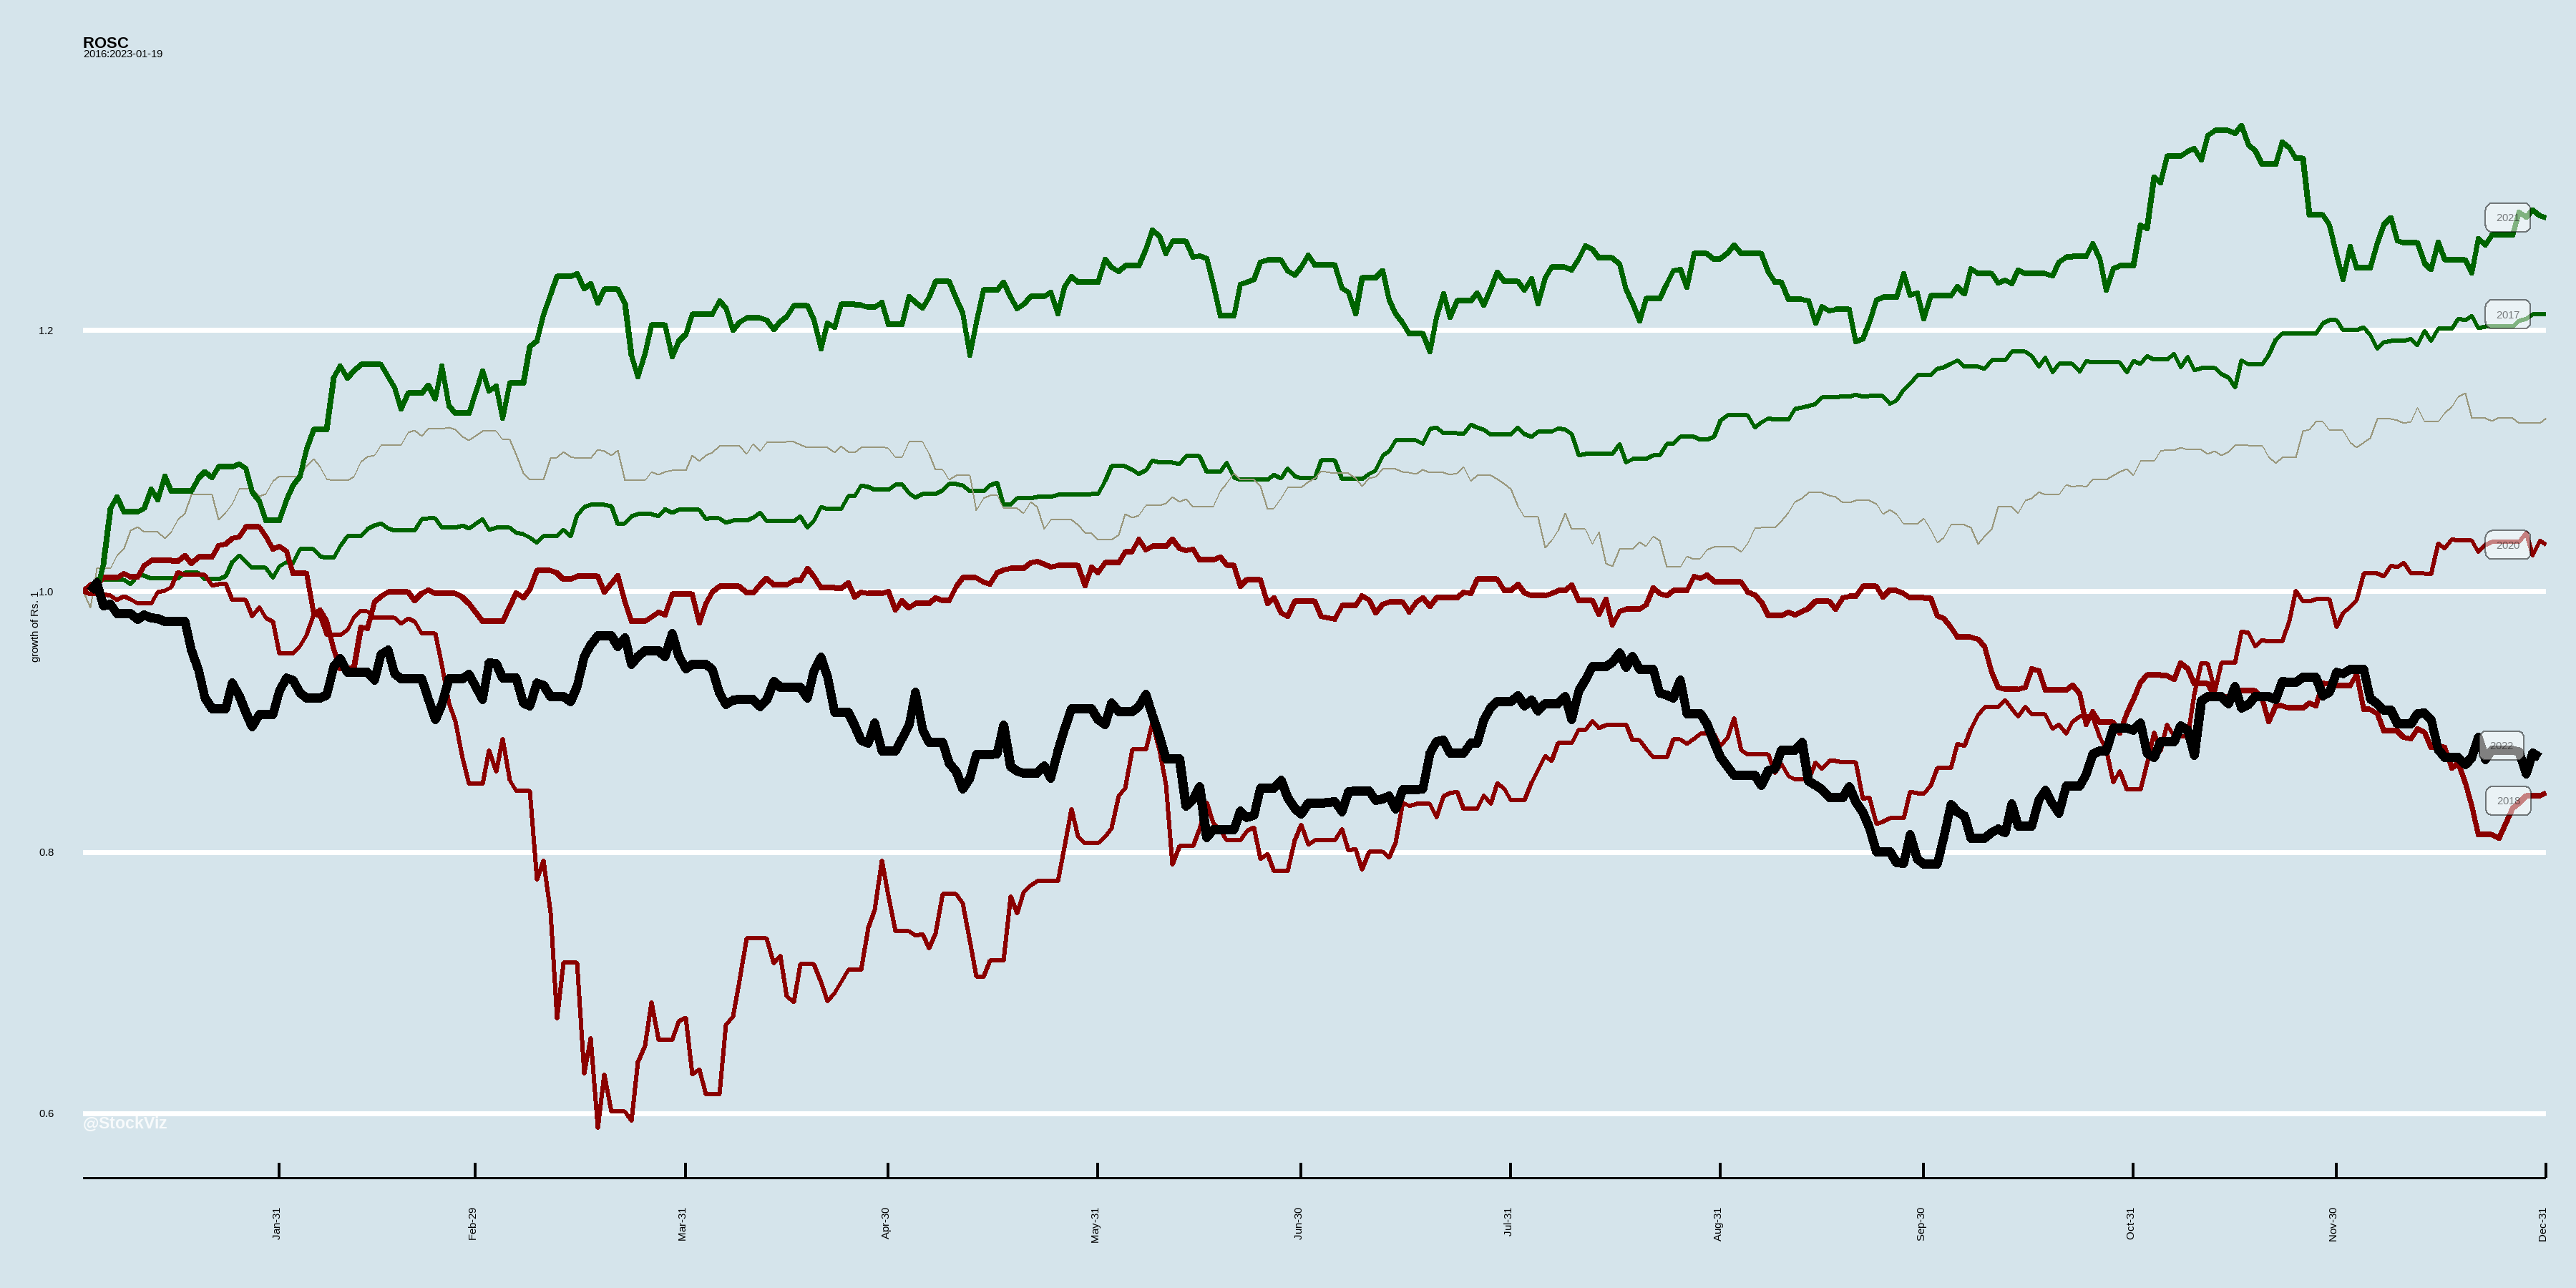 ROSC
2016:2023-01-19
2021
1.2
2017
2020
1.0
growth of Rs. 1
2022
2018
0.8
0.6
@StockViz
Jan-31
Feb-29
Mar-31
Apr-30
May-31
Jun-30
Jul-31
Aug-31
Sep-30
Oct-31
Nov-30
Dec-31